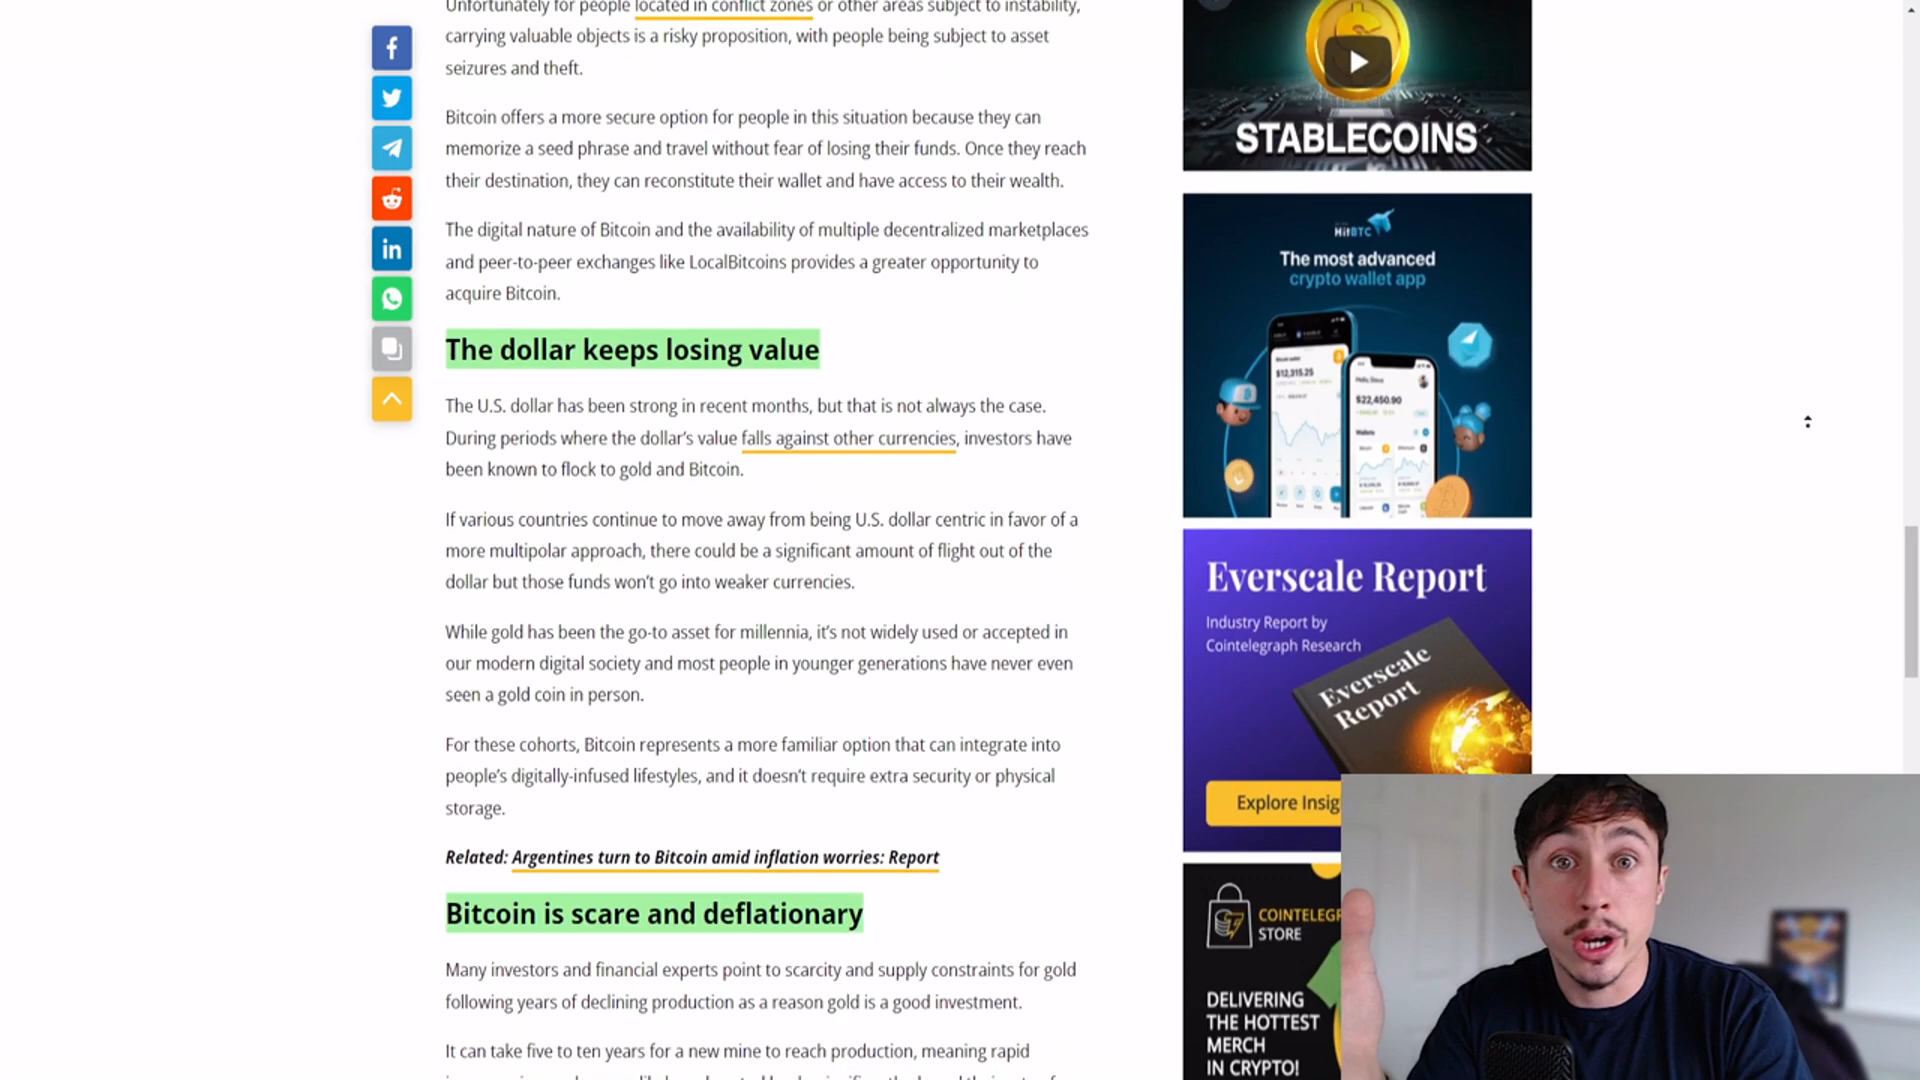 Unfortunately for people located in conflict zones or other areas subject to instability,
carrying valuable objects is a risky proposition, with people being subject to asset
seizures and theft.
Bitcoin offers a more secure option for people in this situation because they can
memorize a seed phrase and travel without fear of losing their funds. Once they reach
their destination, they can reconstitute their wallet and have access to their wealth.
The digital nature of Bitcoin and the availability of multiple decentralized marketplaces
and peer-to-peer exchanges like LocalBitcoins provides a greater opportunity to
acquire Bitcoin.
The dollar keeps losing value
The U.S. dollar has been strong in recent months, but that is not always the case.
During periods where the dollar's value falls against other currencies, investors have
been known to flock to gold and Bitcoin.
If various countries continue to move away from being U.S. dollar centric in favor of a
more multipolar approach, there could be a significant amount of flight out of the
dollar but those funds won't go into weaker currencies.
While gold has been the go-to asset for millennia, it's not widely used or accepted in
our modern digital society and most people in younger generations have never even
seen a gold coin in person.
For these cohorts, Bitcoin represents a more familiar option that can integrate into
people's digitally-infused lifestyles, and it doesn't require extra security or physical
storage.
Related: Argentines turn to Bitcoin amid inflation worries: Report
Bitcoin is scare and deflationary
Many investors and financial experts point to scarcity and supply constraints for gold
following years of declining production as a reason gold is a good investment.
It can take five to ten years for a new mine to reach production, meaning rapid
STABLECOINS
HitBTC
The most advanced
crypto wallet app
$12,315.25
$22,450.90
Everscale Report
Industry Report by
Cointelegraph Research
Everscale
Report
Explore Insig
COINTELEGR
STORE
DELIVERING
THE HOTTEST
MERCH
IN CRYPTO!